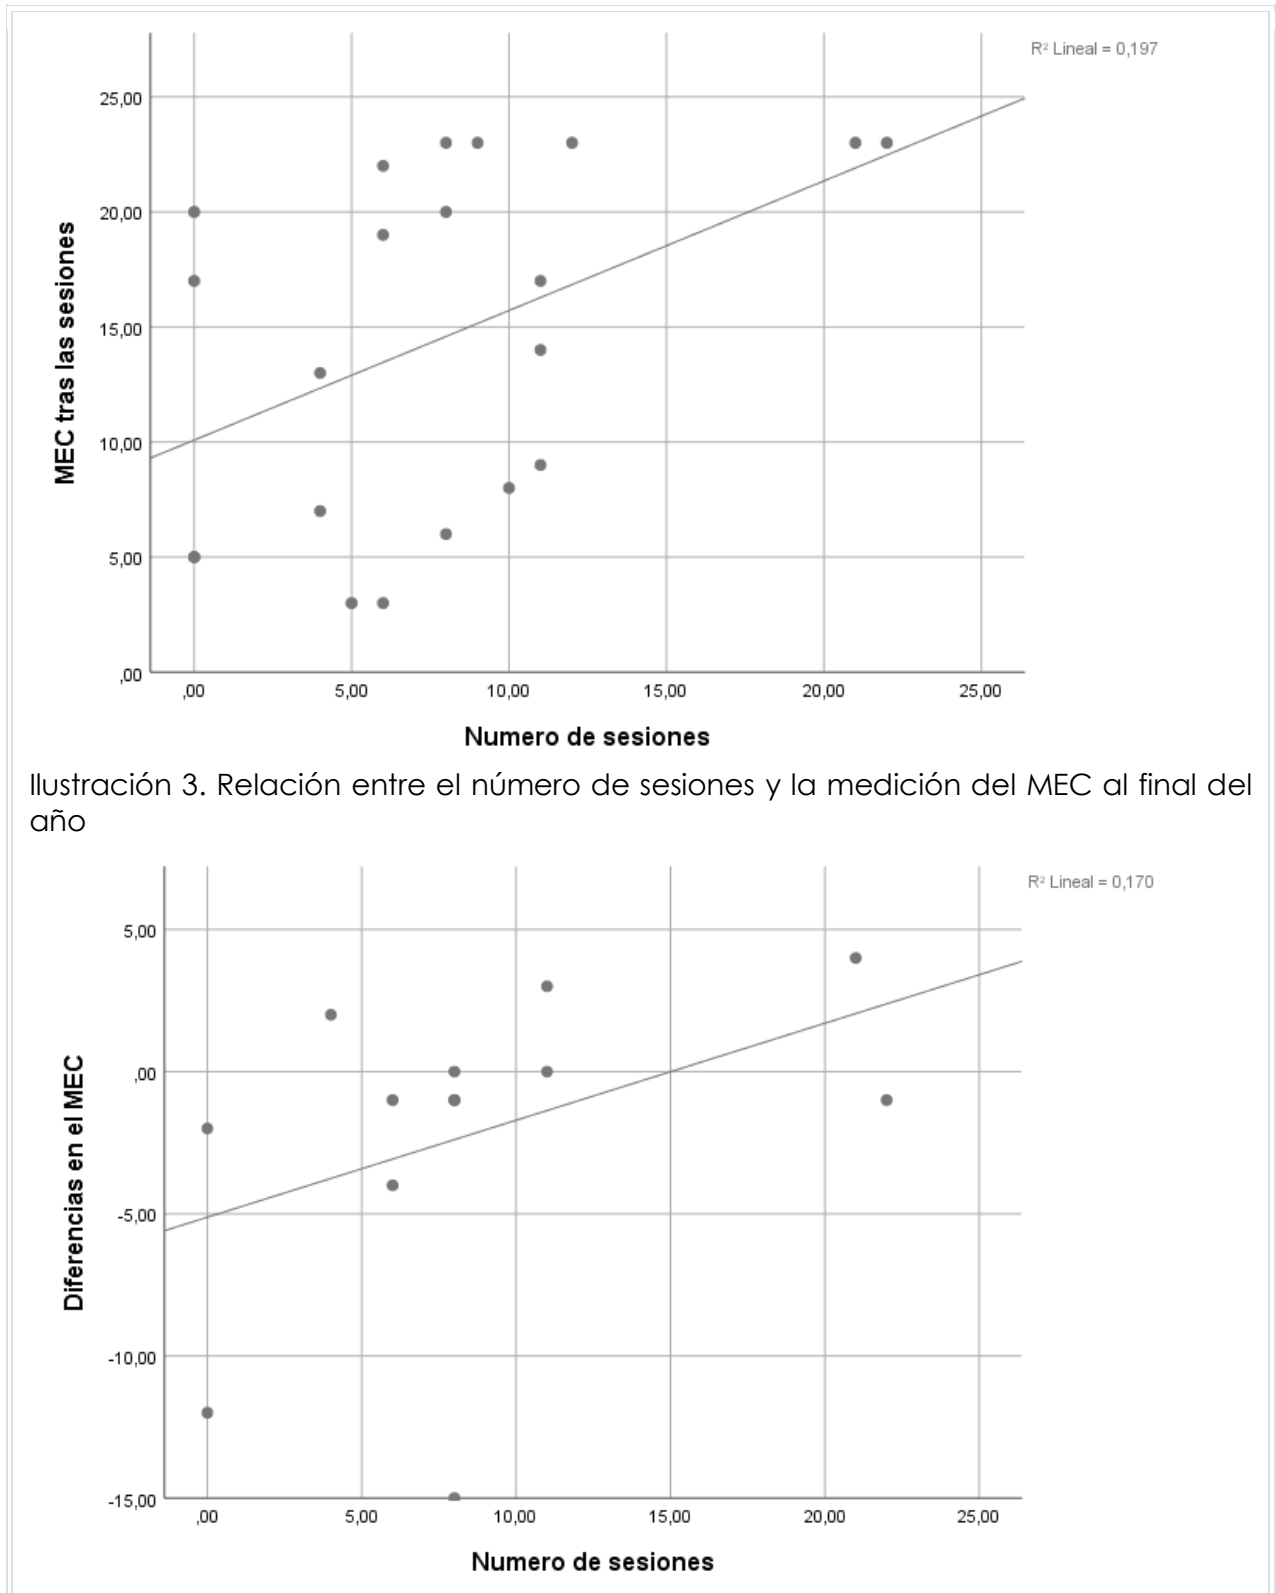 R² Lineal = 0,197
25,00
20,00
15,00
10,00
5,00
,00
MEC tras las sesiones
,00 5,00 10,00 15,00 20,00 25,00
Numero de sesiones
Ilustración 3. Relación entre el número de sesiones y la medición del MEC al final del
año
R² Lineal = 0,170
5,00
,00
-5,00
-10,00
-15,00
Diferencias en el MEC
,00 5,00 10,00 15,00 20,00 25,00
Numero de sesiones